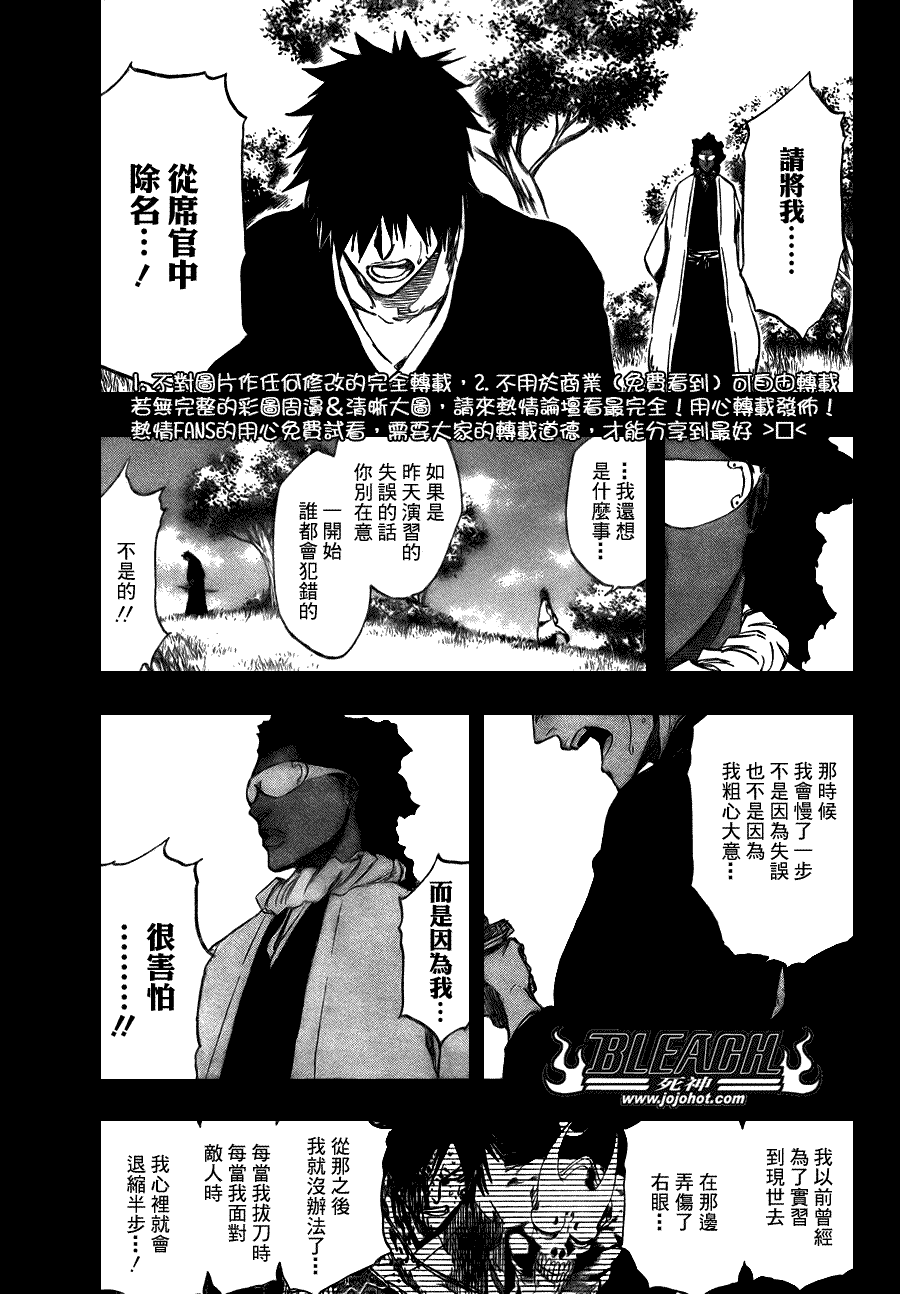 請將我……
從席官中
除名…！
1. 不對圖片作任何修改的完全轉載，2. 不用於商業（免費看到）可自由轉載
若無完整的彩圖周邊＆清晰大圖，請來熱情論壇看最完全！用心轉載發佈！
熱情FANS的用心免費試看，需要大家的轉載道德，才能分享到最好 >□<
…我還想
是什麼事…
如果是
昨天演習的
失誤的話
你別在意
一開始
誰都會犯錯的
不是的!!
那時候
我會慢了一步
不是因為失誤
也不是因為
我粗心大意…
而是因為我…
很害怕
………!!
BLEACH
死神
www.jojohot.com
我以前曾經
為了實習
到現世去
在那邊
弄傷了
右眼…
從那之後
我就沒辦法了…
每當我拔刀時
每當我面對
敵人時
我心裡就會
退縮半步…！